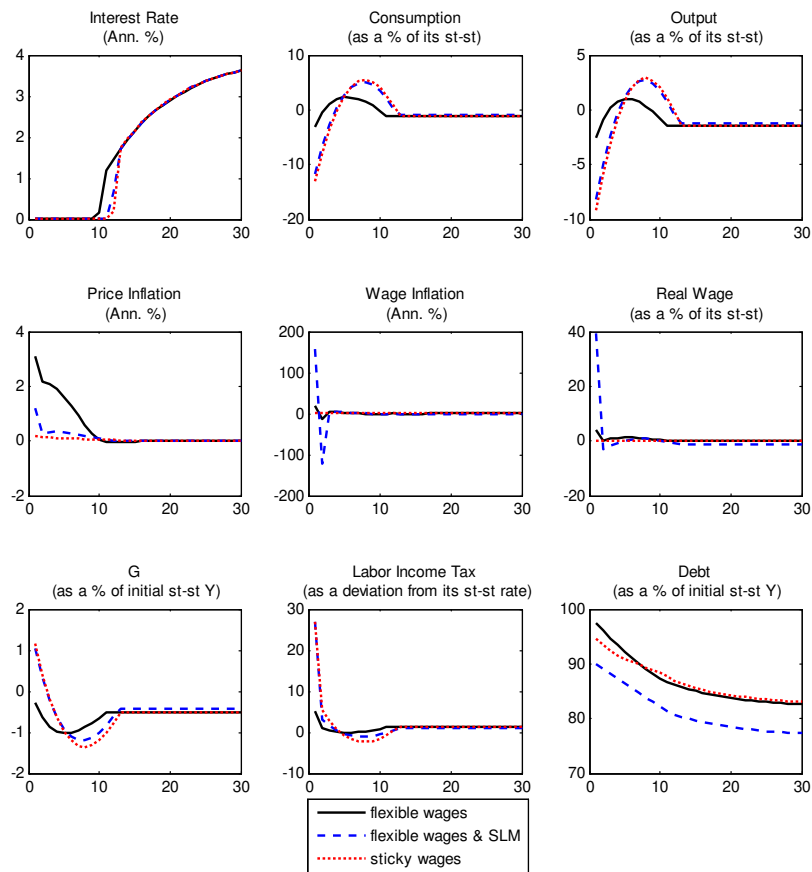 Interest Rate
(Ann. %)
4
3
2
1
0
0 10 20 30
Consumption
(as a % of its st-st)
10
0
-10
-20
0 10 20 30
Output
(as a % of its st-st)
5
0
-5
-10
0 10 20 30
Price Inflation
(Ann. %)
4
2
0
-2
0 10 20 30
Wage Inflation
(Ann. %)
200
100
0
-100
-200
0 10 20 30
Real Wage
(as a % of its st-st)
40
20
0
-20
0 10 20 30
G
(as a % of initial st-st Y)
2
1
0
-1
-2
0 10 20 30
Labor Income Tax
(as a deviation from its st-st rate)
30
20
10
0
-10
0 10 20 30
Debt
(as a % of initial st-st Y)
100
90
80
70
0 10 20 30
flexible wages
flexible wages & SLM
sticky wages